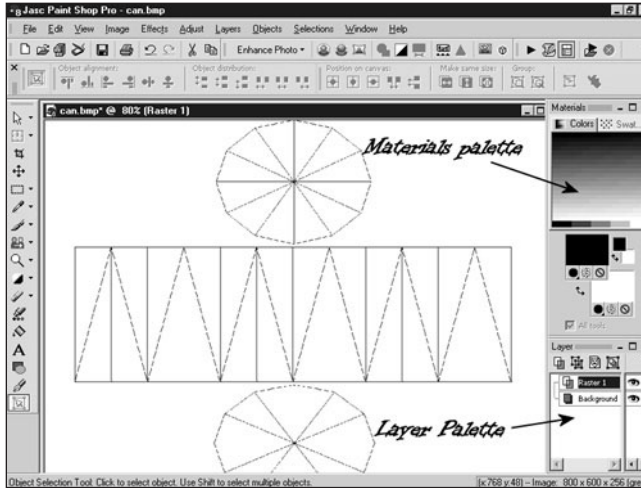 Jasc Paint Shop Pro - can.bmp
File Edit View Image Effects Adjust Layers Objects Selections Window Help
Enhance Photo
Object alignment: Object distribution: Position on canvas: Make same size: Group:
can.bmp* @ 80% (Raster 1)
Materials
Colors Swat...
Materials palette
All tools
Layer
Raster 1
Background
Layer Palette
Object Selection Tool: Click to select object. Use Shift to select multiple objects.
(x:768 y:48) -- Image: 800 x 600 x 256 (gre